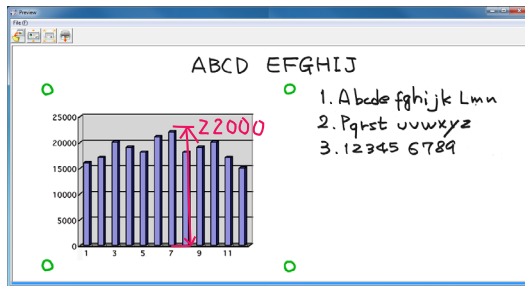 Preview
File (F)
ABCD EFGHIJ
1. Abcdefghijk Lmn
2. Pqrst uvwxyz
3. 12345 6789
22000
25000
20000
15000
10000
5000
0
1 3 5 7 9 11